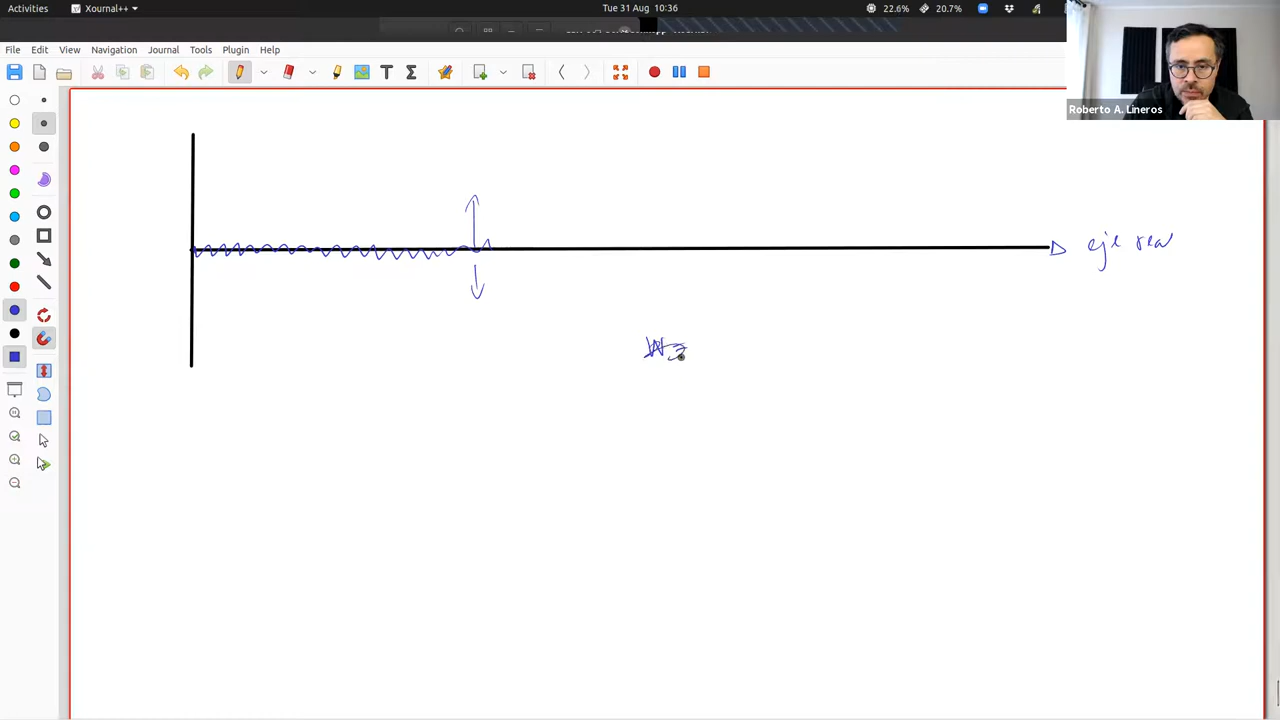 Activities
Xournal++
Tue 31 Aug 10:36
22.6%
20.7%
File Edit View Navigation Journal Tools Plugin Help
Roberto A. Lineros
eje real